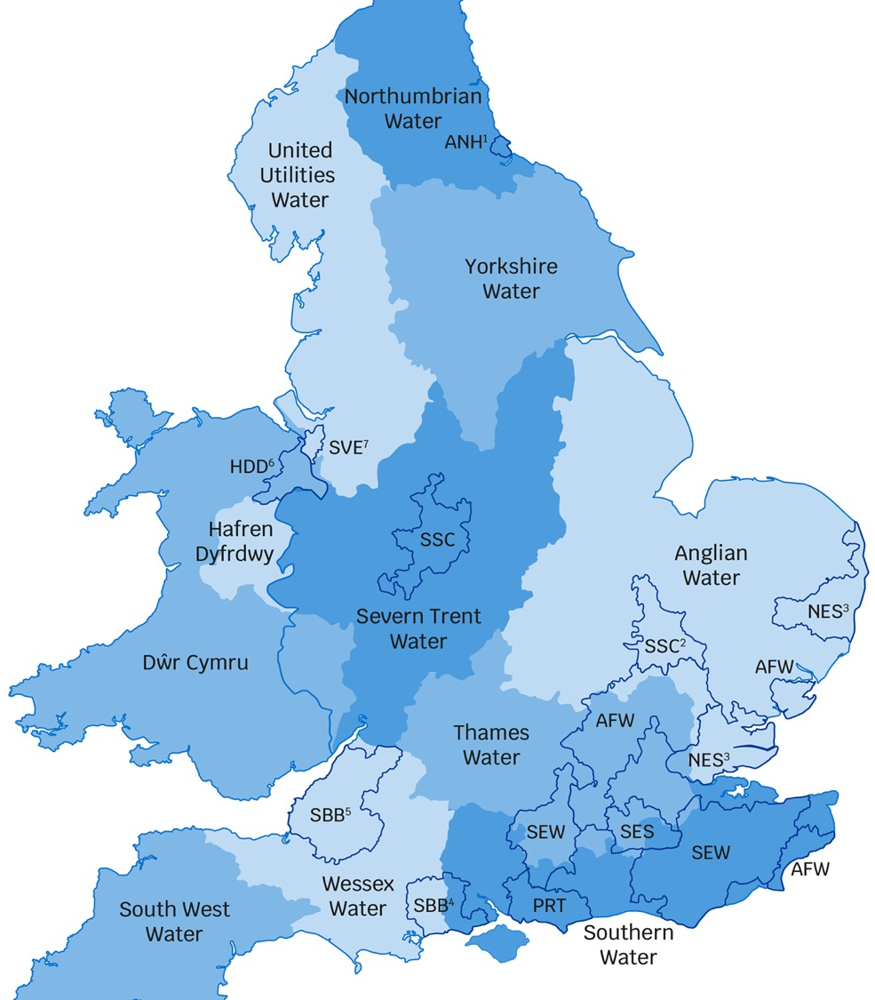 Northumbrian
Water
ANH¹
United
Utilities
Water
Yorkshire
Water
SVE⁷
HDD⁶
Hafren
Dyfrdwy
SSC
Anglian
Water
Severn Trent
Water
NES³
SSC²
Dŵr Cymru
AFW
AFW
Thames
Water
NES³
SBB⁵
SEW
SES
SEW
AFW
Wessex
Water
SBB⁴
PRT
South West
Water
Southern
Water